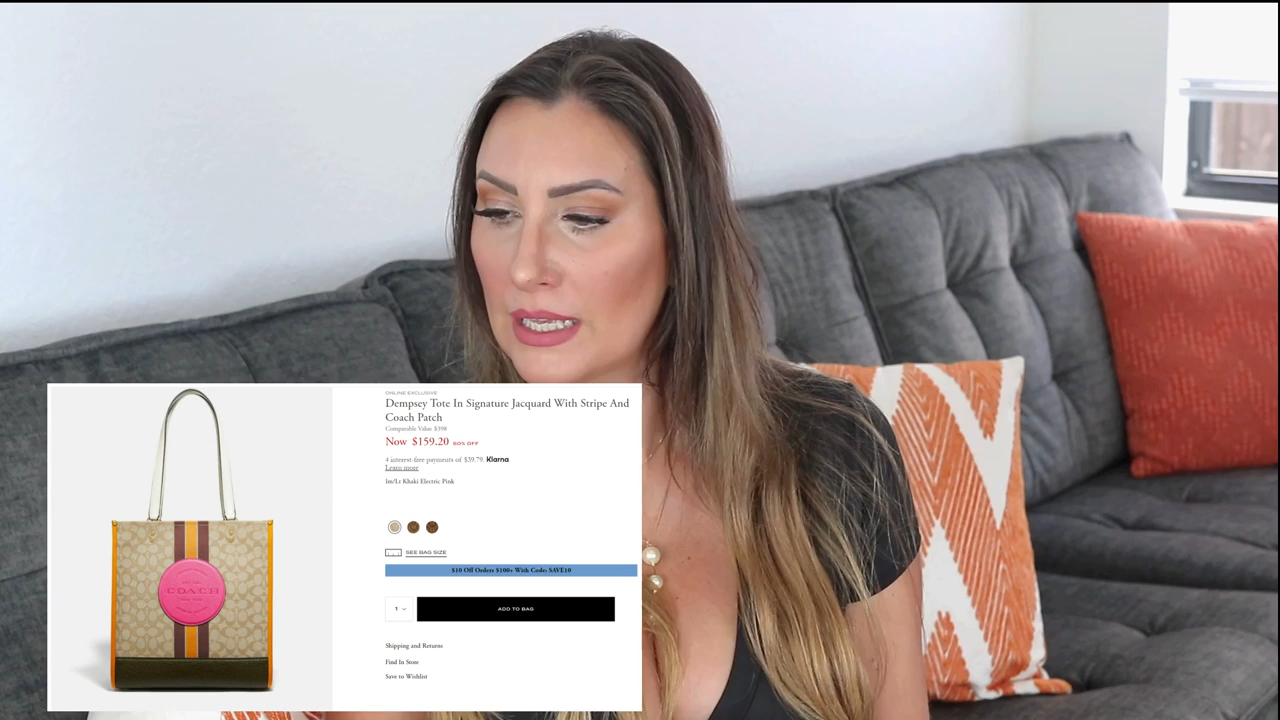 ONLINE EXCLUSIVE
Dempsey Tote In Signature Jacquard With Stripe And
Coach Patch
Comparable Value $398
Now $159.20 60% OFF
4 interest-free payments of $39.79. Klarna
Learn more
Im/Lt Khaki Electric Pink
SEE BAG SIZE
$10 Off Orders $100+ With Code: SAVE10
1
ADD TO BAG
Shipping and Returns
Find In Store
Save to Wishlist
COACH